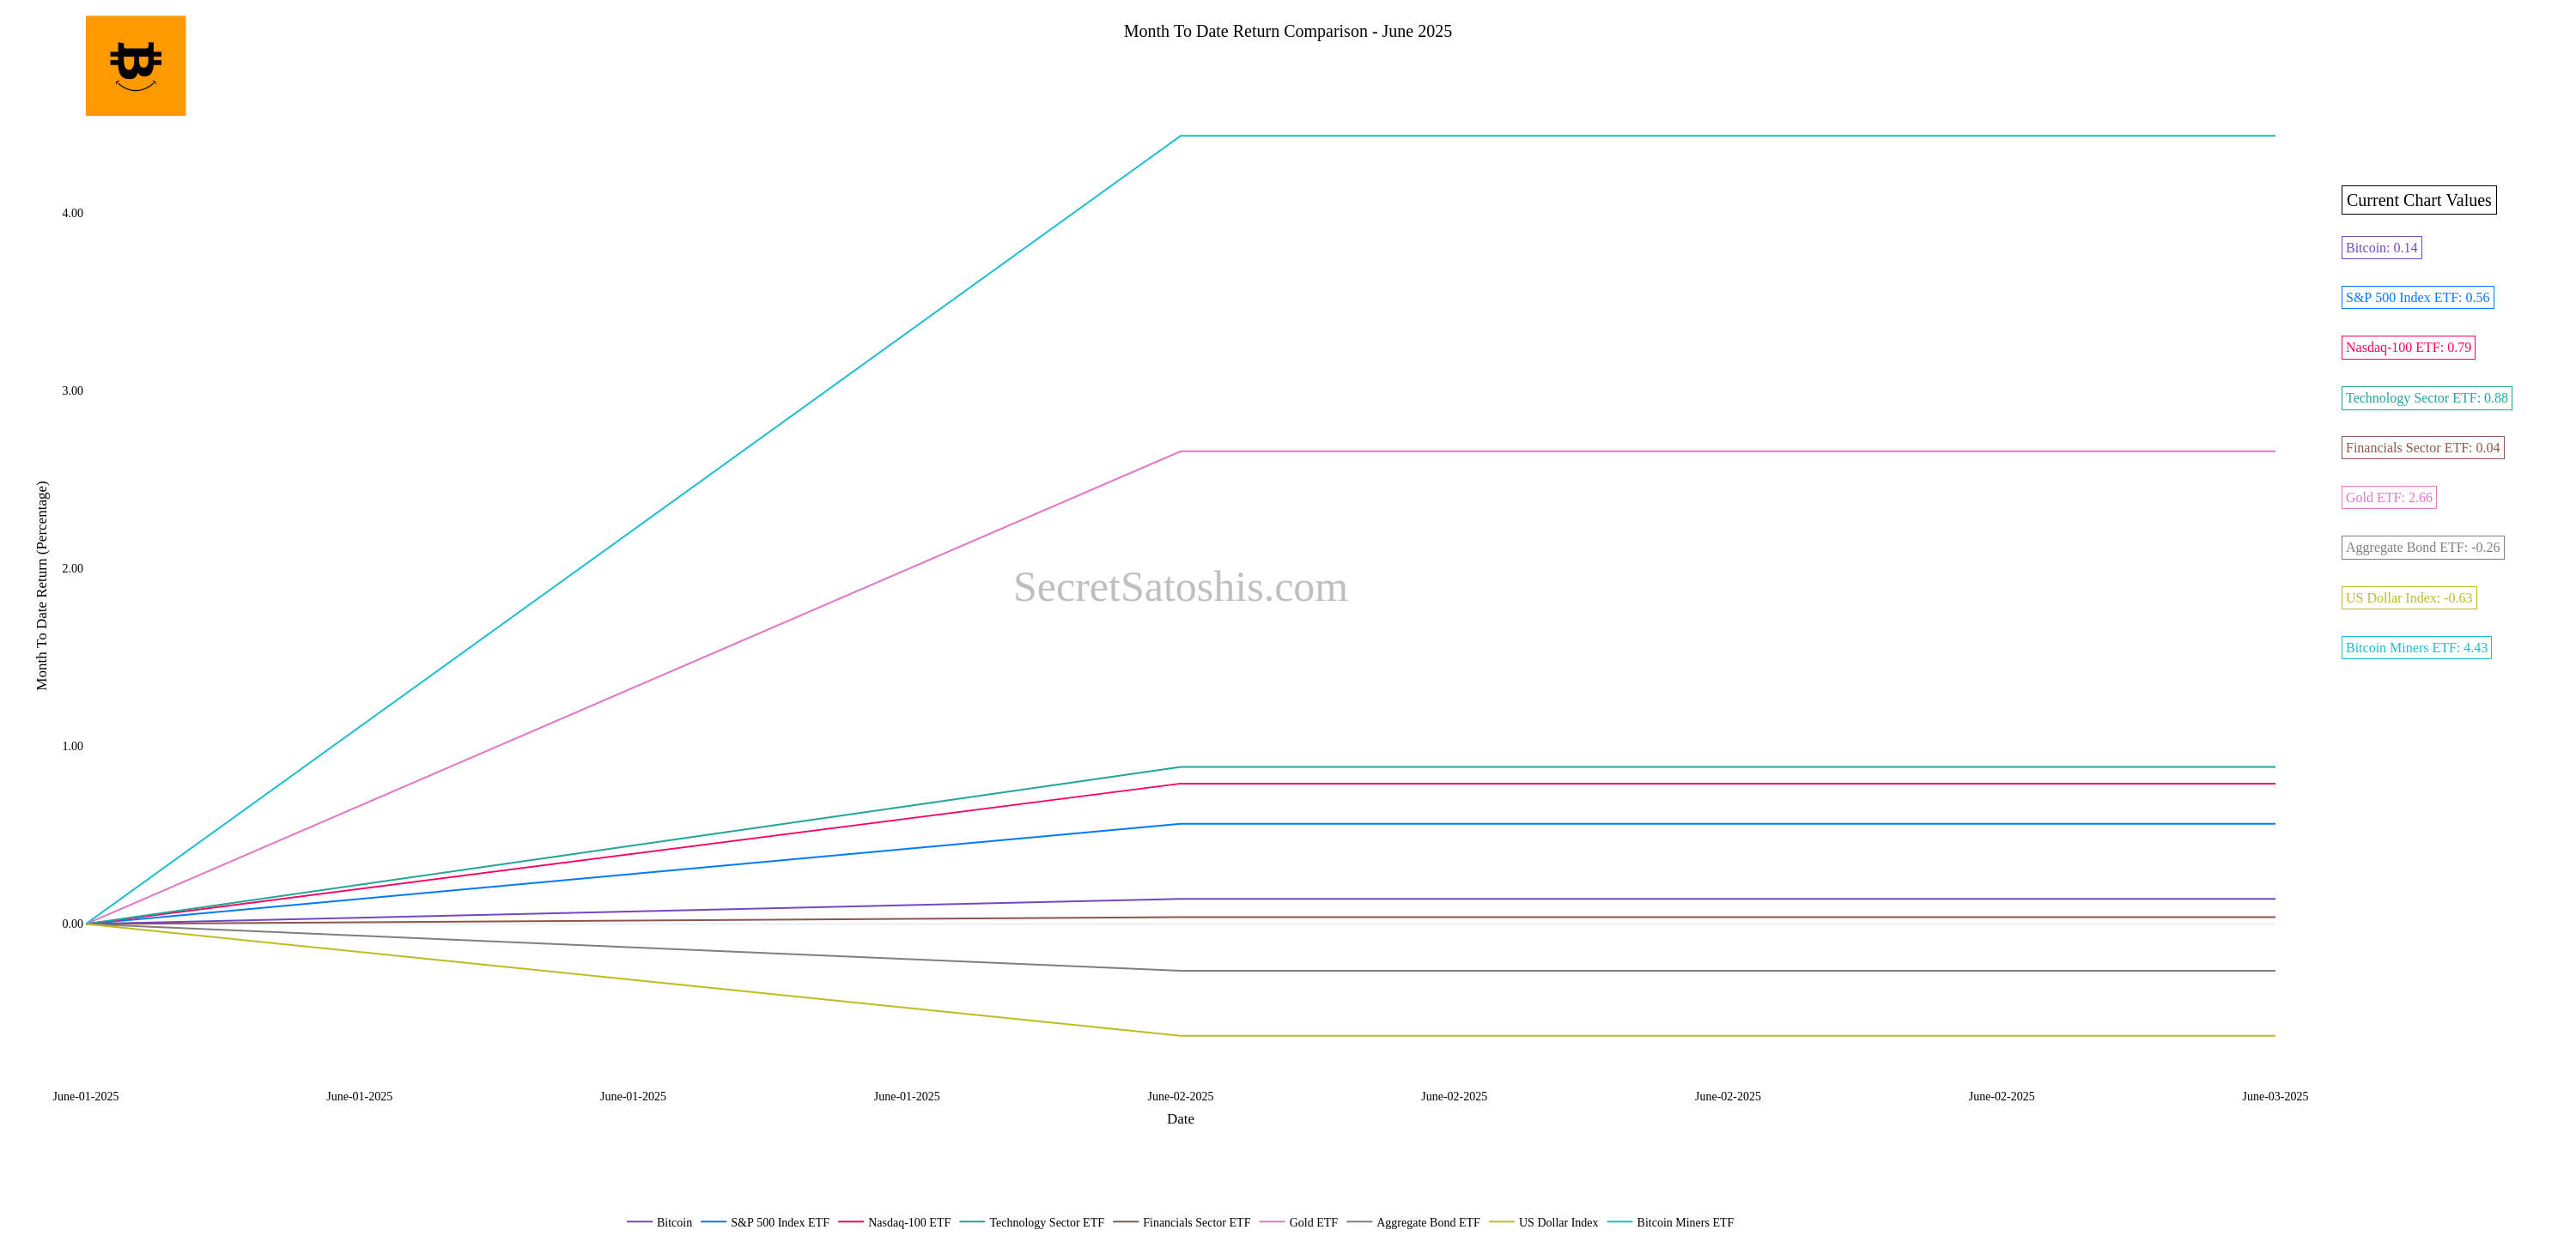 Month To Date Return Comparison - June 2025
4.00
3.00
2.00
1.00
0.00
Month To Date Return (Percentage)
SecretSatoshis.com
Current Chart Values
Bitcoin: 0.14
S&P 500 Index ETF: 0.56
Nasdaq-100 ETF: 0.79
Technology Sector ETF: 0.88
Financials Sector ETF: 0.04
Gold ETF: 2.66
Aggregate Bond ETF: -0.26
US Dollar Index: -0.63
Bitcoin Miners ETF: 4.43
June-01-2025 June-01-2025 June-01-2025 June-01-2025 June-02-2025 June-02-2025 June-02-2025 June-02-2025 June-03-2025
Date
Bitcoin S&P 500 Index ETF Nasdaq-100 ETF Technology Sector ETF Financials Sector ETF Gold ETF Aggregate Bond ETF US Dollar Index Bitcoin Miners ETF